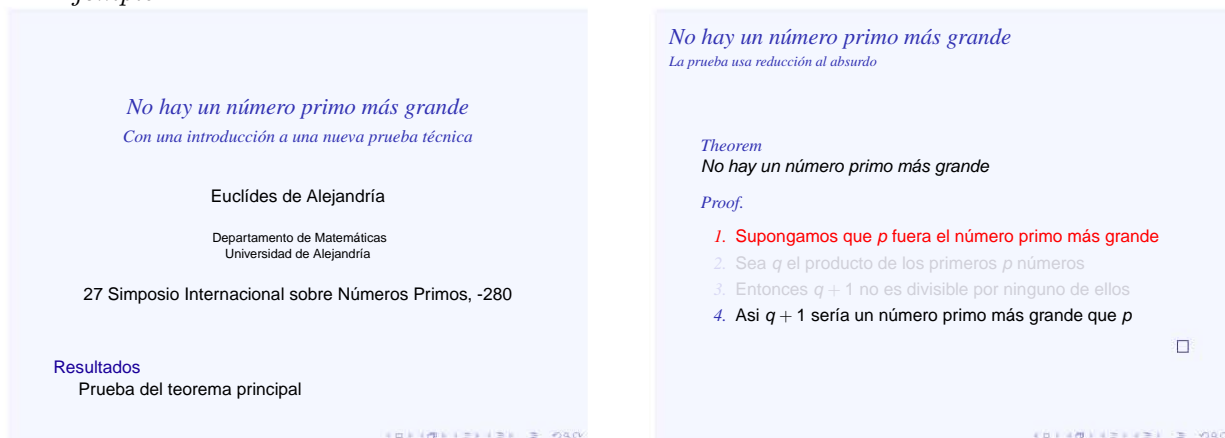 No hay un número primo más grande
Con una introducción a una nueva prueba técnica
Euclídes de Alejandría
Departamento de Matemáticas
Universidad de Alejandría
27 Simposio Internacional sobre Números Primos, -280
Resultados
Prueba del teorema principal
No hay un número primo más grande
La prueba usa reducción al absurdo
Theorem
No hay un número primo más grande
Proof.
1. Supongamos que p fuera el número primo más grande
2. Sea q el producto de los primeros p números
3. Entonces q + 1 no es divisible por ninguno de ellos
4. Asi q + 1 sería un número primo más grande que p